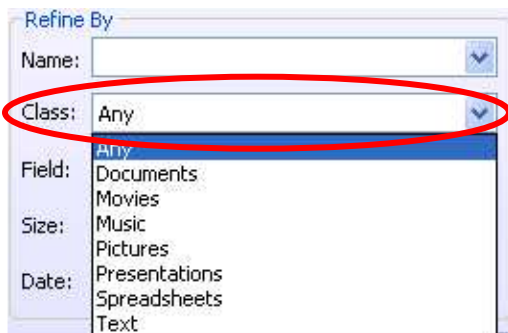 Refine By
Name:
Class: Any
Any
Field: Documents
Movies
Size: Music
Pictures
Date: Presentations
Spreadsheets
Text